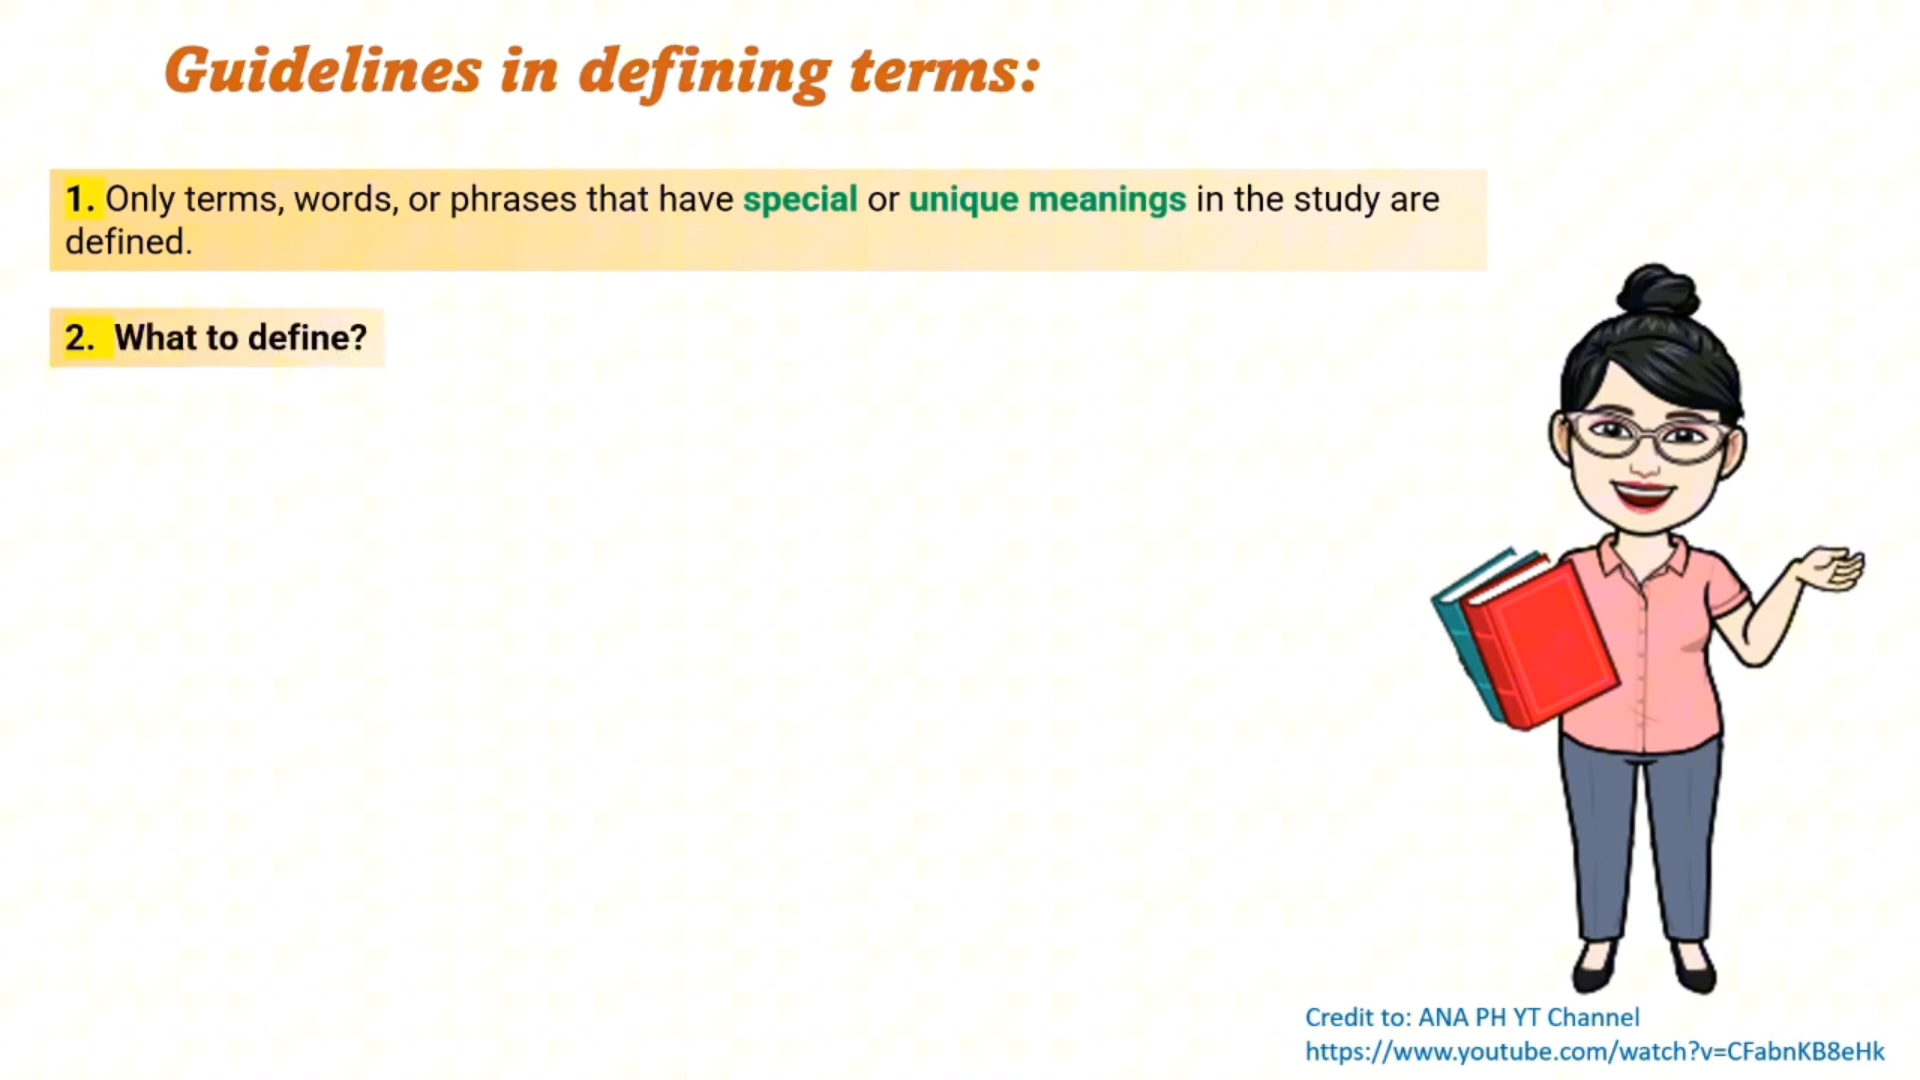 Guidelines in defining terms:
1. Only terms, words, or phrases that have special or unique meanings in the study are
defined.
2. What to define?
Credit to: ANA PH YT Channel
https://www.youtube.com/watch?v=CFabnKB8eHk